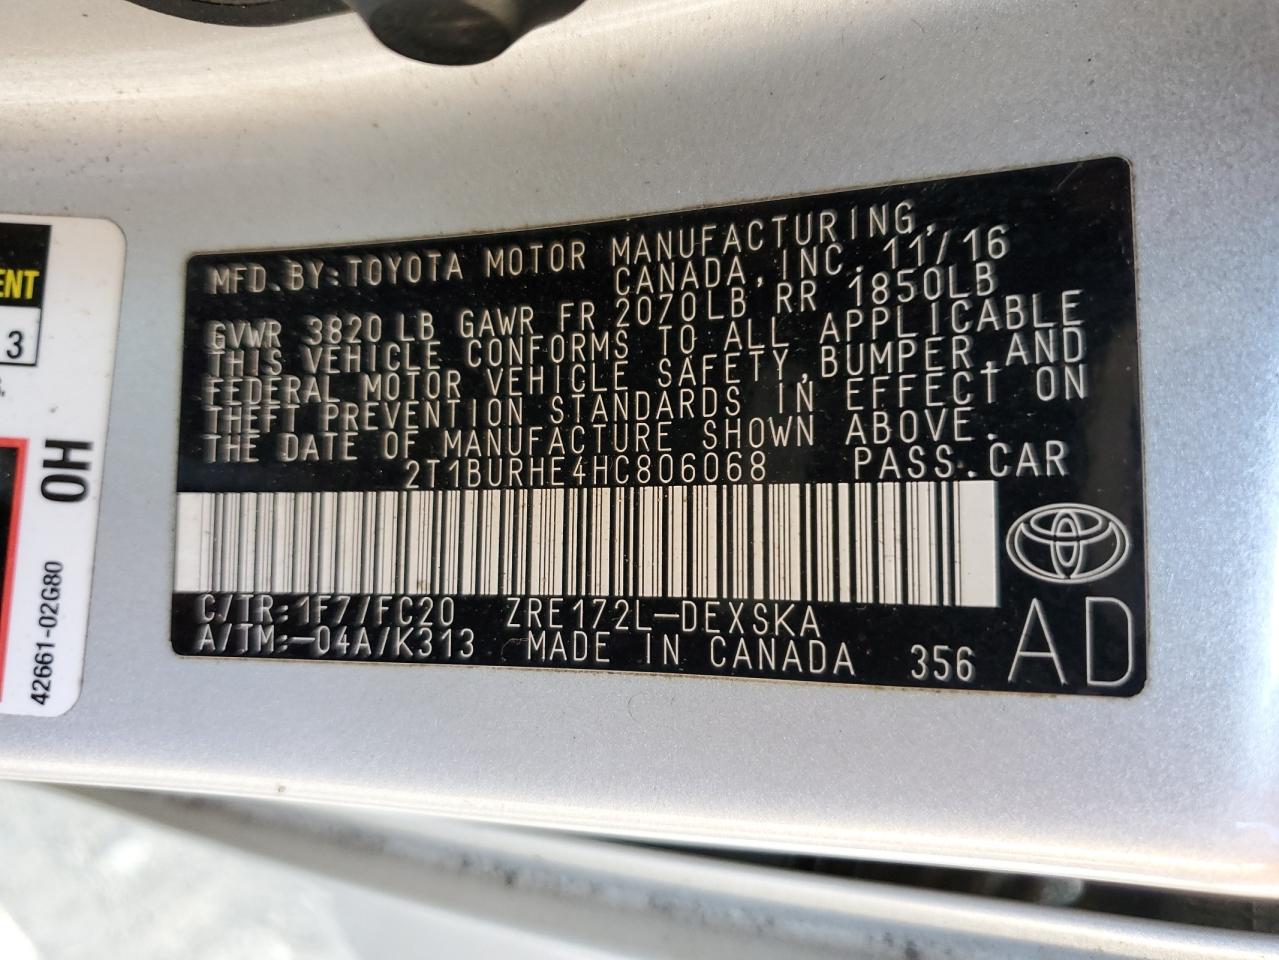 MFD. BY: TOYOTA MOTOR MANUFACTURING,
CANADA, INC. 11/16
GVWR 3820 LB GAWR FR 2070LB RR 1850LB
THIS VEHICLE CONFORMS TO ALL APPLICABLE
FEDERAL MOTOR VEHICLE SAFETY, BUMPER, AND
THEFT PREVENTION STANDARDS IN EFFECT ON
THE DATE OF MANUFACTURE SHOWN ABOVE.
2T1BURHE4HC806068 PASS. CAR
C/TR: 1F7/FC20 ZRE172L-DEXSKA
A/TM: -04A/K313 MADE IN CANADA 356
AD
3
OH
42661-02G80